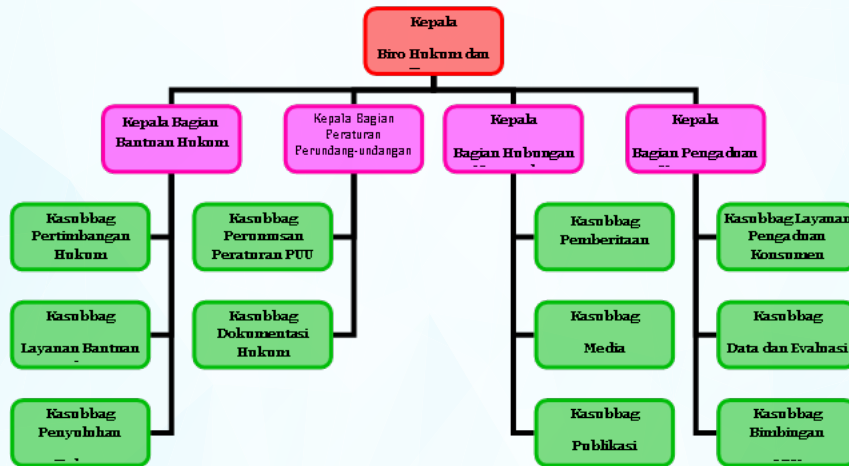 Kepala
Biro Hukum dan
Kepala Bagian
Bantuan Hukum
Kepala Bagian
Peraturan
Perundang-undangan
Kepala
Bagian Hubungan
Kepala
Bagian Pengaduan
Kasubbag
Pertimbangan
Hukum
Kasubbag
Perumusan
Peraturan PUU
Kasubbag
Pemberitaan
Kasubbag Layanan
Pengaduan
Konsumen
Kasubbag
Layanan Bantuan
Kasubbag
Dokumentasi
Hukum
Kasubbag
Media
Kasubbag
Data dan Evaluasi
Kasubbag
Penyuluhan
Kasubbag
Publikasi
Kasubbag
Bimbingan